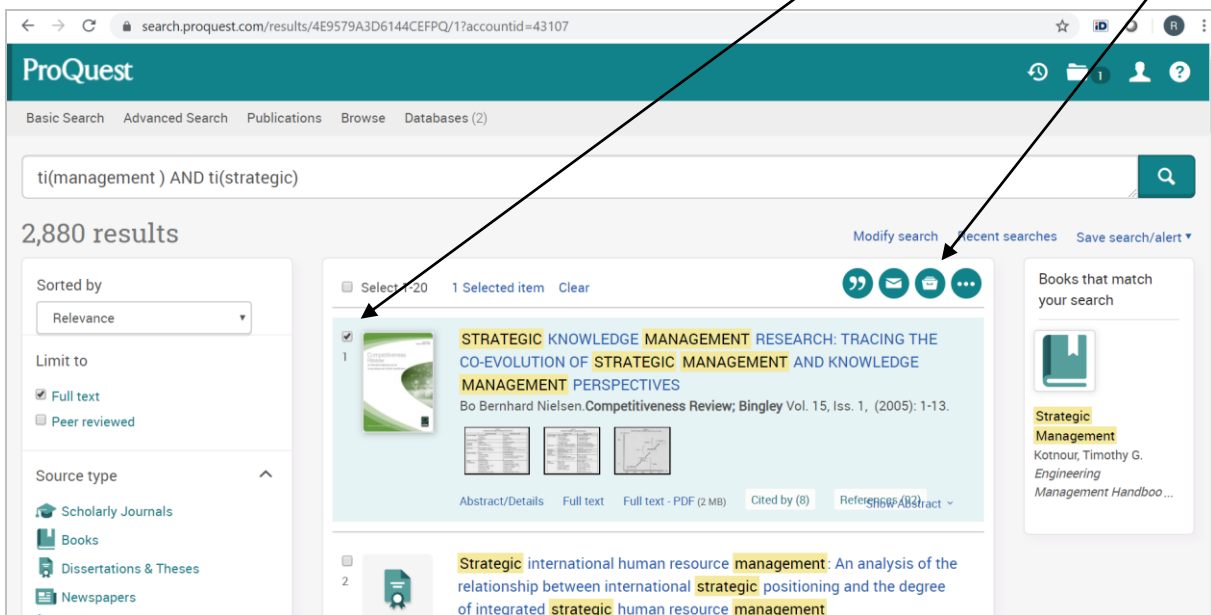 search.proquest.com/results/4E9579A3D6144CEFPQ/1?accountid=43107
iD
R
ProQuest
1
?
Basic Search Advanced Search Publications Browse Databases (2)
ti(management ) AND ti(strategic)
2,880 results
Modify search Recent searches Save search/alert
Sorted by
Relevance
Limit to
Full text
Peer reviewed
Source type
Scholarly Journals
Books
Dissertations & Theses
Newspapers
Select 1-20 1 Selected item Clear
1
Competitiveness
Review
STRATEGIC KNOWLEDGE MANAGEMENT RESEARCH: TRACING THE
CO-EVOLUTION OF STRATEGIC MANAGEMENT AND KNOWLEDGE
MANAGEMENT PERSPECTIVES
Bo Bernhard Nielsen.Competitiveness Review; Bingley Vol. 15, Iss. 1, (2005): 1-13.
Abstract/Details Full text Full text - PDF (2 MB) Cited by (8) References (92) Show Abstract
2
Strategic international human resource management: An analysis of the
relationship between international strategic positioning and the degree
of integrated strategic human resource management
Books that match
your search
Strategic
Management
Kotnour, Timothy G.
Engineering
Management Handboo ...